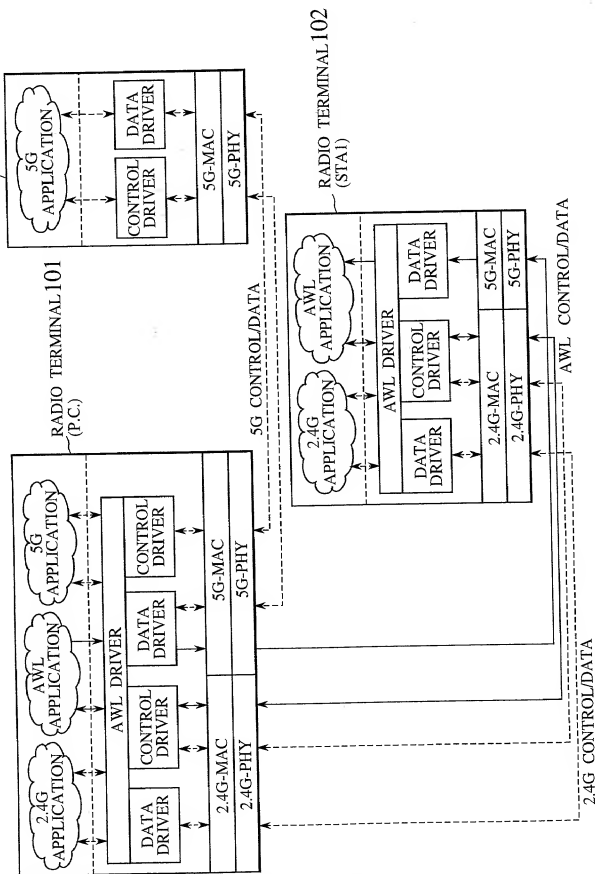 RADIO TERMINAL 101
(P.C.)
2.4G
APPLICATION
AWL
APPLICATION
5G
APPLICATION
AWL DRIVER
DATA
DRIVER
CONTROL
DRIVER
DATA
DRIVER
CONTROL
DRIVER
2.4G-MAC
5G-MAC
2.4G-PHY
5G-PHY
5G
APPLICATION
CONTROL
DRIVER
DATA
DRIVER
5G-MAC
5G-PHY
5G CONTROL/DATA
RADIO TERMINAL 102
(STA1)
2.4G
APPLICATION
AWL
APPLICATION
AWL DRIVER
DATA
DRIVER
CONTROL
DRIVER
DATA
DRIVER
2.4G-MAC
5G-MAC
2.4G-PHY
5G-PHY
AWL CONTROL/DATA
2.4G CONTROL/DATA